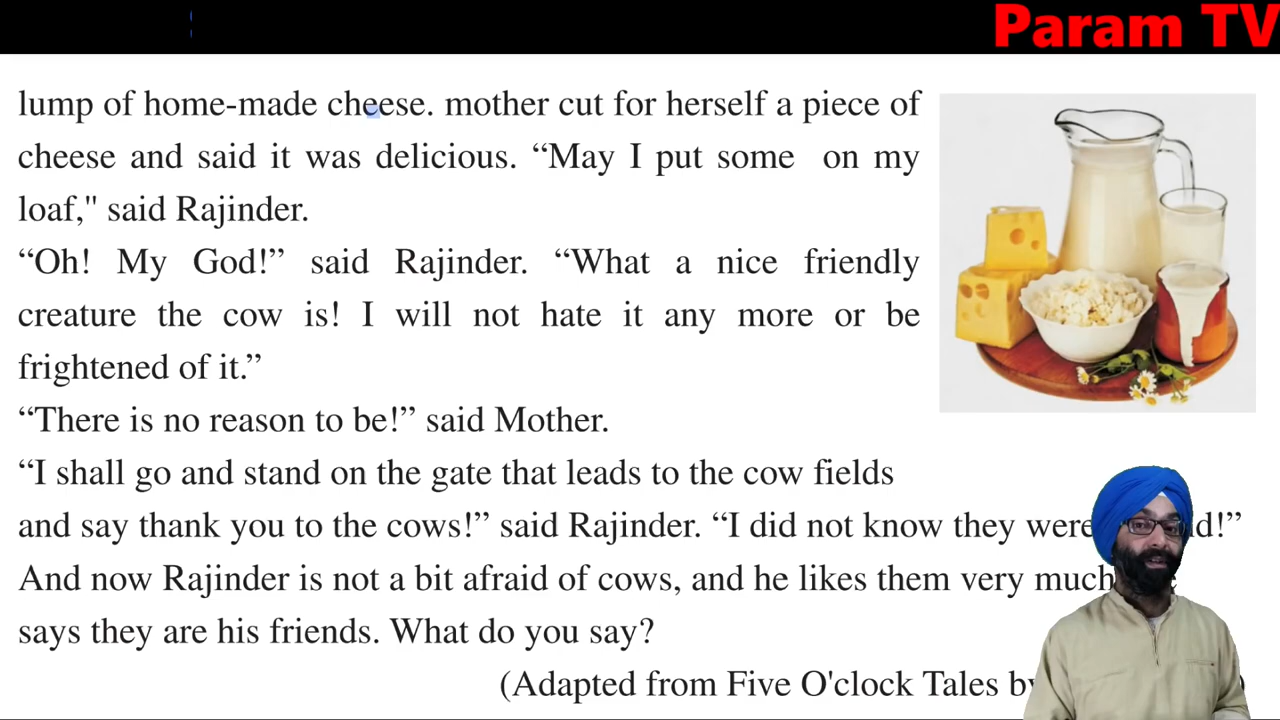 Param TV
lump of home-made cheese. mother cut for herself a piece of
cheese and said it was delicious. “May I put some on my
loaf," said Rajinder.
“Oh! My God!” said Rajinder. “What a nice friendly
creature the cow is! I will not hate it any more or be
frightened of it.”
“There is no reason to be!” said Mother.
“I shall go and stand on the gate that leads to the cow fields
and say thank you to the cows!” said Rajinder. “I did not know they were
And now Rajinder is not a bit afraid of cows, and he likes them very much
says they are his friends. What do you say?
(Adapted from Five O'clock Tales by